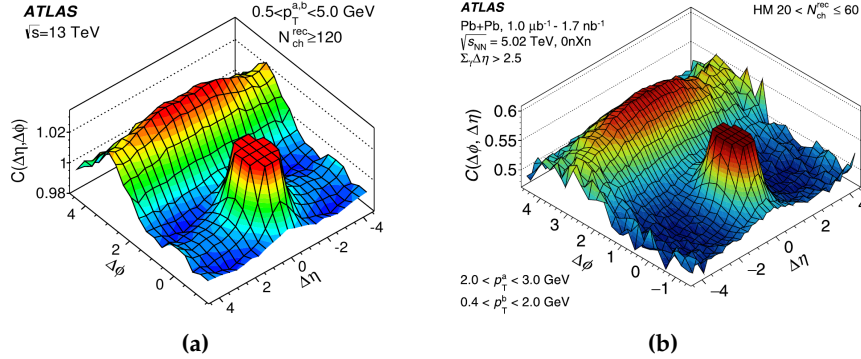 ATLAS
√s=13 TeV
0.5<p_T^{a,b}<5.0 GeV
N_ch^rec≥120
C(Δη,Δφ)
1.02
1
0.98
4
2
0
Δφ
4
2
0
-2
-4
Δη
(a)
ATLAS
Pb+Pb, 1.0 μb⁻¹ - 1.7 nb⁻¹
√s_NN = 5.02 TeV, 0nXn
Σ_γΔη > 2.5
HM 20 < N_ch^rec ≤ 60
C(Δφ, Δη)
0.6
0.55
0.5
4
3
2
1
0
−1
Δφ
−4
−2
0
2
4
Δη
2.0 < p_T^a < 3.0 GeV
0.4 < p_T^b < 2.0 GeV
(b)